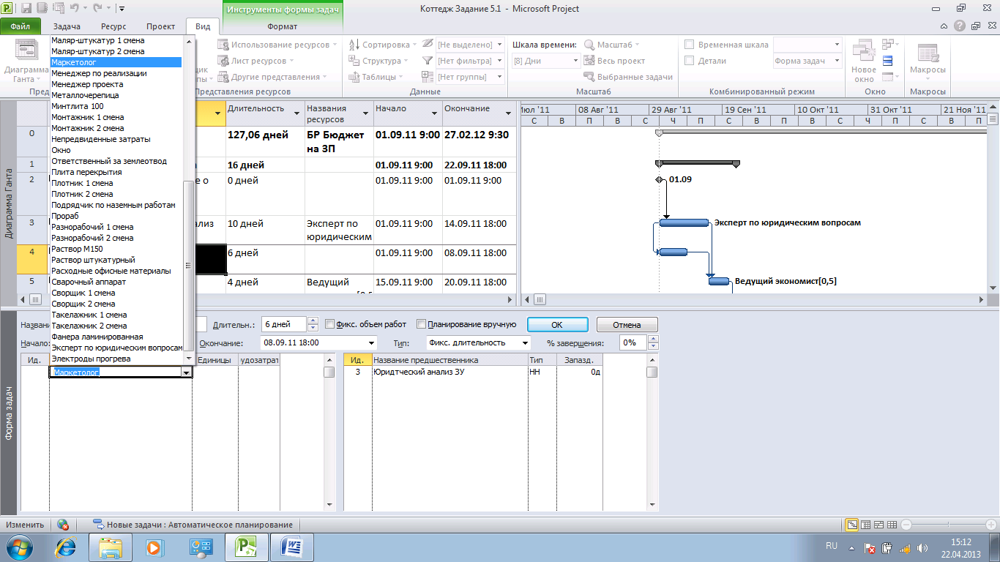 Инструменты формы задач
Коттедж Задание 5.1 - Microsoft Project
Файл
Задача
Ресурс
Проект
Вид
Формат
Диаграмма Ганта
Использование ресурсов
Лист ресурсов
Другие представления
Представления ресурсов
Сортировка
Структура
Таблицы
[Не выделено]
[Нет фильтра]
[Нет группы]
Данные
Шкала времени:
[8] Дни
Масштаб
Весь проект
Выбранные задачи
Масштаб
Временная шкала
Детали
Форма задач
Комбинированный режим
Новое окно
Окно
Макросы
Макросы
Маляр-штукатур 1 смена
Маляр-штукатур 2 смена
Маркетолог
Менеджер по реализации
Менеджер проекта
Металлочерепица
Минтлита 100
Монтажник 1 смена
Монтажник 2 смена
Непредвиденные затраты
Окно
Ответственный за землеотвод
Плита перекрытия
Плотник 1 смена
Плотник 2 смена
Подрядчик по наземным работам
Прораб
Разнорабочий 1 смена
Разнорабочий 2 смена
Раствор М150
Раствор штукатурный
Расходные офисные материалы
Сварочный аппарат
Сворщик 1 смена
Сворщик 2 смена
Такелажник 1 смена
Такелажник 2 смена
Фанера ламинированная
Эксперт по юридическим вопросам
Электроды прогрева
Маркетолог
Диаграмма Ганта
Длительность
Названия ресурсов
Начало
Окончание
0 127,06 дней БР Бюджет на ЗП 01.09.11 9:00 27.02.12 9:30
1 16 дней 01.09.11 9:00 22.09.11 18:00
2 0 дней 01.09.11 9:00 01.09.11 9:00
3 10 дней Эксперт по юридическим 01.09.11 9:00 14.09.11 18:00
4 6 дней 01.09.11 9:00 08.09.11 18:00
5 4 дней Ведущий 15.09.11 9:00 20.09.11 18:00
08 Авг '11 29 Авг '11 19 Сен '11 10 Окт '11 31 Окт '11 21 Ноя '11
С В П С В Ч П С В П С В Ч П
01.09
Эксперт по юридическим вопросам
Ведущий экономист[0,5]
Форма задач
Длительн.: 6 дней
Фикс. объем работ
Планирование вручную
ОК
Отмена
Начало:
Окончание: 08.09.11 18:00
Тип: Фикс. длительность
% завершения: 0%
Ид.
Единицы
Ид. Название предшественника Тип Запазд.
3 Юридтческий анализ ЗУ НН 0д
Изменить
Новые задачи : Автоматическое планирование
RU
15:12
22.04.2013